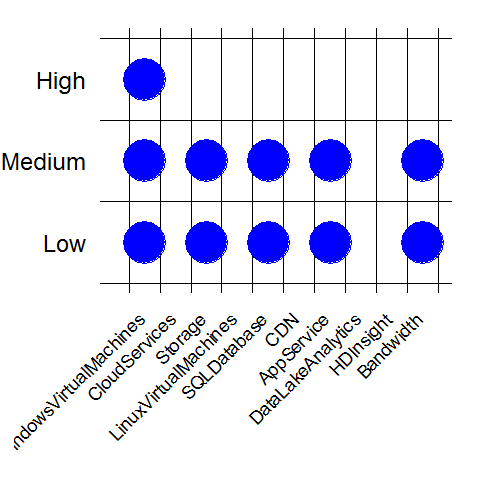 High
Medium
Low
ndowsVirtualMachines
CloudServices
Storage
LinuxVirtualMachines
SQLDatabase
CDN
AppService
DataLakeAnalytics
HDInsight
Bandwidth